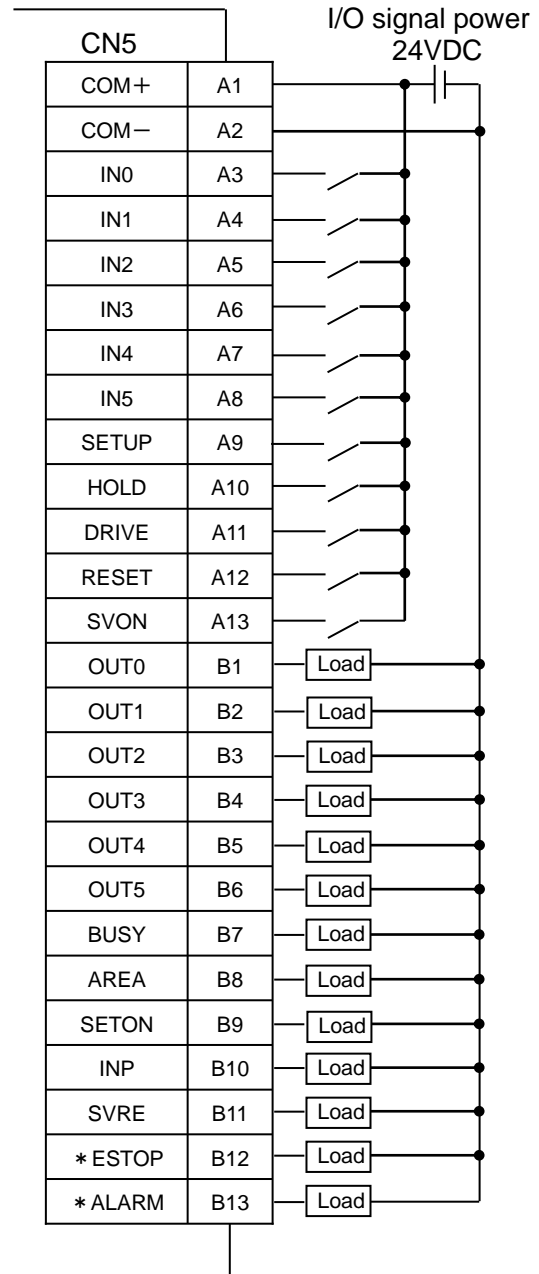 I/O signal power
24VDC
CN5
COM＋ A1
COM－ A2
IN0 A3
IN1 A4
IN2 A5
IN3 A6
IN4 A7
IN5 A8
SETUP A9
HOLD A10
DRIVE A11
RESET A12
SVON A13
OUT0 B1 Load
OUT1 B2 Load
OUT2 B3 Load
OUT3 B4 Load
OUT4 B5 Load
OUT5 B6 Load
BUSY B7 Load
AREA B8 Load
SETON B9 Load
INP B10 Load
SVRE B11 Load
＊ESTOP B12 Load
＊ALARM B13 Load